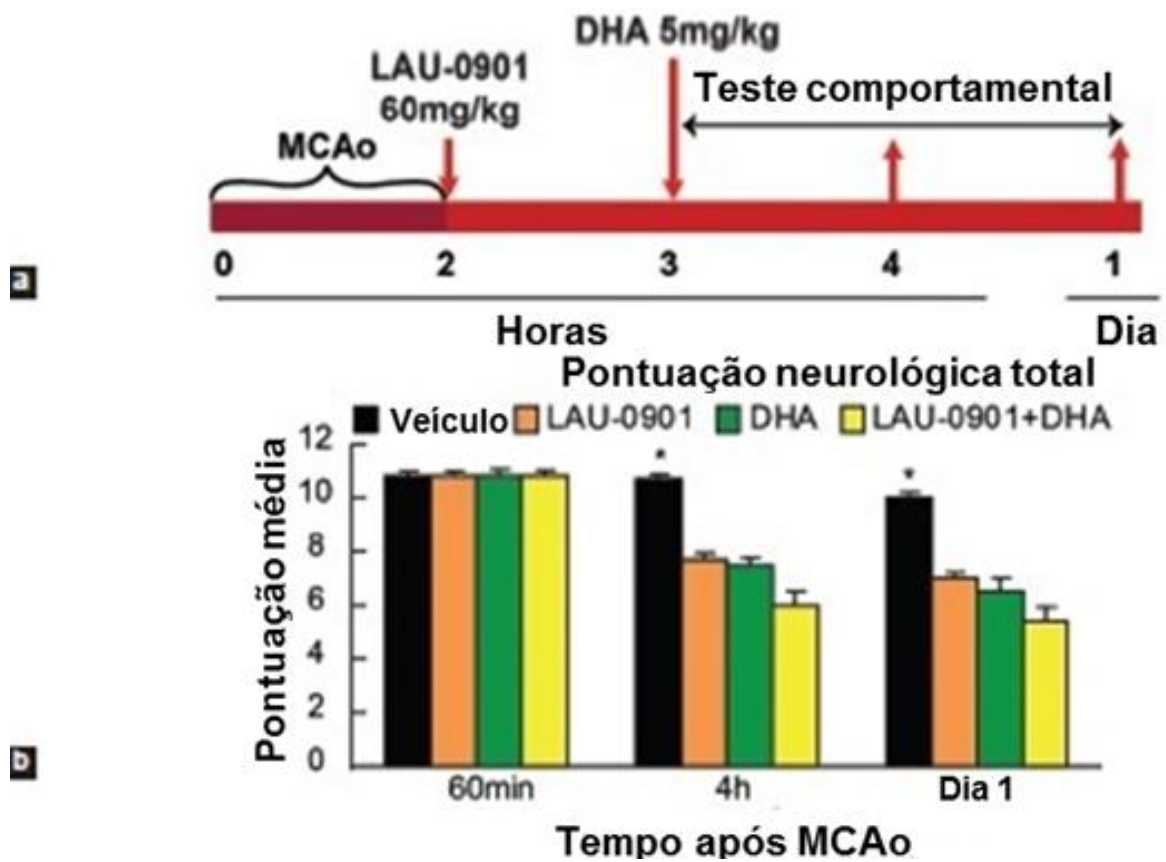 DHA 5mg/kg
LAU-0901
60mg/kg
Teste comportamental
MCAo
0 2 3 4 1
a
Horas Dia
Pontuação neurológica total
Veículo LAU-0901 DHA LAU-0901+DHA
Pontuação média
12
10
8
6
4
2
0
* *
b
60min 4h Dia 1
Tempo após MCAo